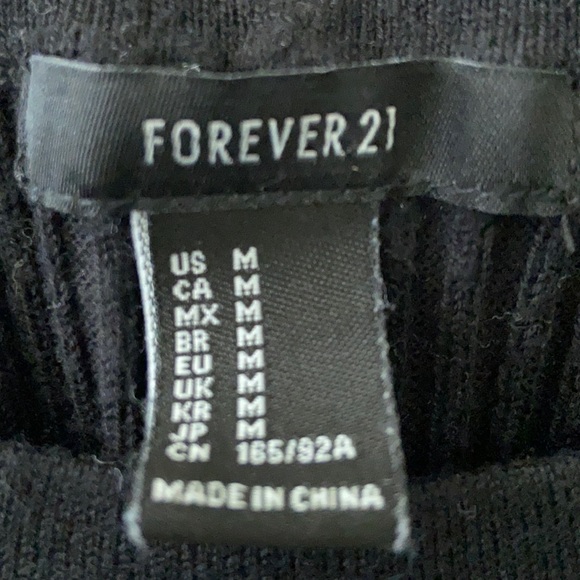 FOREVER 21
US M
CA M
MX M
BR M
EU M
UK M
KR M
JP M
CN 165/92A
MADE IN CHINA